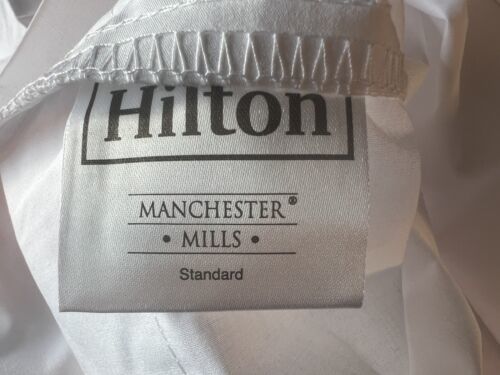 Hilton
MANCHESTER®
• MILLS •
Standard